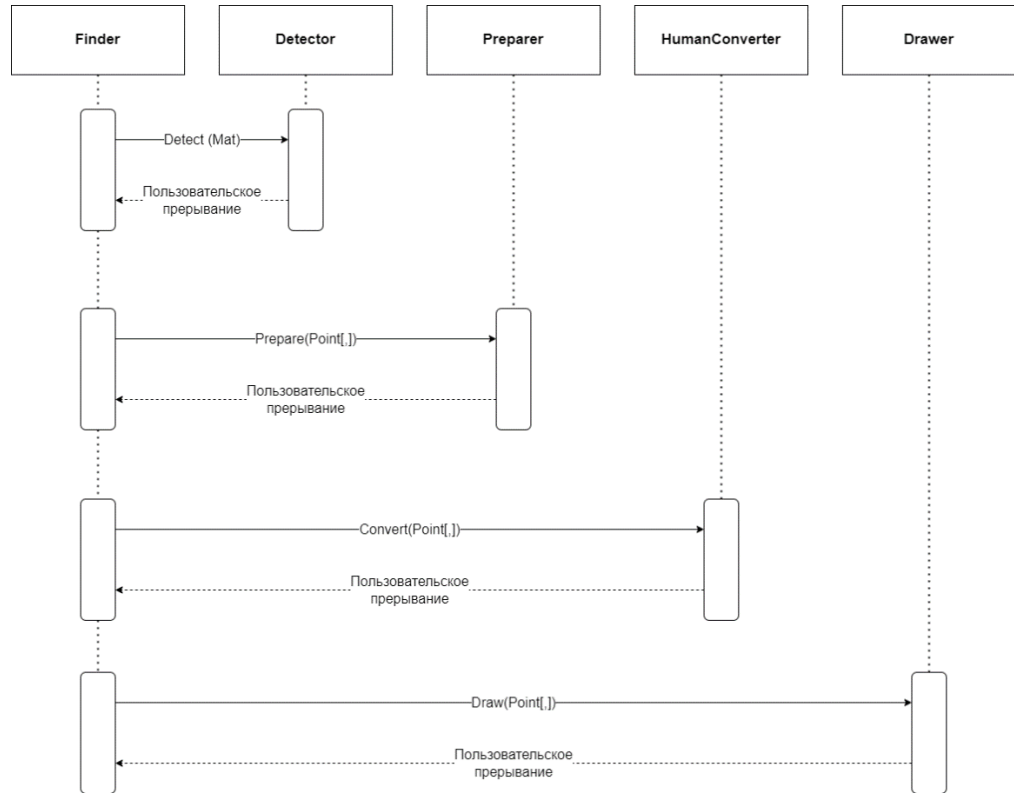 Finder
Detector
Preparer
HumanConverter
Drawer
Detect (Mat)
Пользовательское
прерывание
Prepare(Point[,])
Пользовательское
прерывание
Convert(Point[,])
Пользовательское
прерывание
Draw(Point[,])
Пользовательское
прерывание